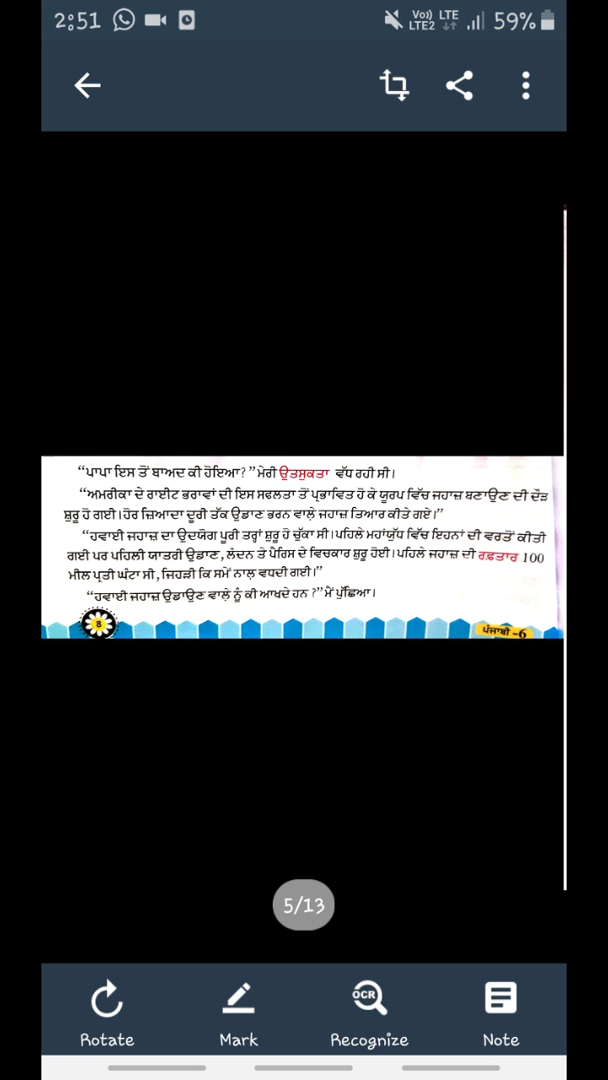 2:51 Vo)) LTE LTE2 59%
“ਪਾਪਾ ਇਸ ਤੋਂ ਬਾਅਦ ਕੀ ਹੋਇਆ? ”ਮੇਰੀ ਉਤਸੁਕਤਾ ਵੱਧ ਰਹੀ ਸੀ।
“ਅਮਰੀਕਾ ਦੇ ਰਾਈਟ ਭਰਾਵਾਂ ਦੀ ਇਸ ਸਫਲਤਾ ਤੋਂ ਪ੍ਰਭਾਵਿਤ ਹੋ ਕੇ ਯੂਰਪ ਵਿੱਚ ਜਹਾਜ਼ ਬਣਾਉਣ ਦੀ ਦੌੜ
ਸ਼ੁਰੂ ਹੋ ਗਈ।ਹੋਰ ਜ਼ਿਆਦਾ ਦੂਰੀ ਤੱਕ ਉਡਾਣ ਭਰਨ ਵਾਲ਼ੇ ਜਹਾਜ਼ ਤਿਆਰ ਕੀਤੇ ਗਏ।”
“ਹਵਾਈ ਜਹਾਜ਼ ਦਾ ਉਦਯੋਗ ਪੂਰੀ ਤਰ੍ਹਾਂ ਸ਼ੁਰੂ ਹੋ ਚੁੱਕਾ ਸੀ।ਪਹਿਲੇ ਮਹਾਂਯੁੱਧ ਵਿੱਚ ਇਹਨਾਂ ਦੀ ਵਰਤੋਂ ਕੀਤੀ
ਗਈ ਪਰ ਪਹਿਲੀ ਯਾਤਰੀ ਉਡਾਣ, ਲੰਦਨ ਤੇ ਪੈਰਿਸ ਦੇ ਵਿਚਕਾਰ ਸ਼ੁਰੂ ਹੋਈ।ਪਹਿਲੇ ਜਹਾਜ਼ ਦੀ ਰਫ਼ਤਾਰ 100
ਮੀਲ ਪ੍ਰਤੀ ਘੰਟਾ ਸੀ, ਜਿਹੜੀ ਕਿ ਸਮੇਂ ਨਾਲ਼ ਵਧਦੀ ਗਈ।”
“ਹਵਾਈ ਜਹਾਜ਼ ਉਡਾਉਣ ਵਾਲ਼ੇ ਨੂੰ ਕੀ ਆਖਦੇ ਹਨ ?”ਮੈਂ ਪੁੱਛਿਆ।
8 ਪੰਜਾਬੀ -6
5/13
OCR
Rotate Mark Recognize Note